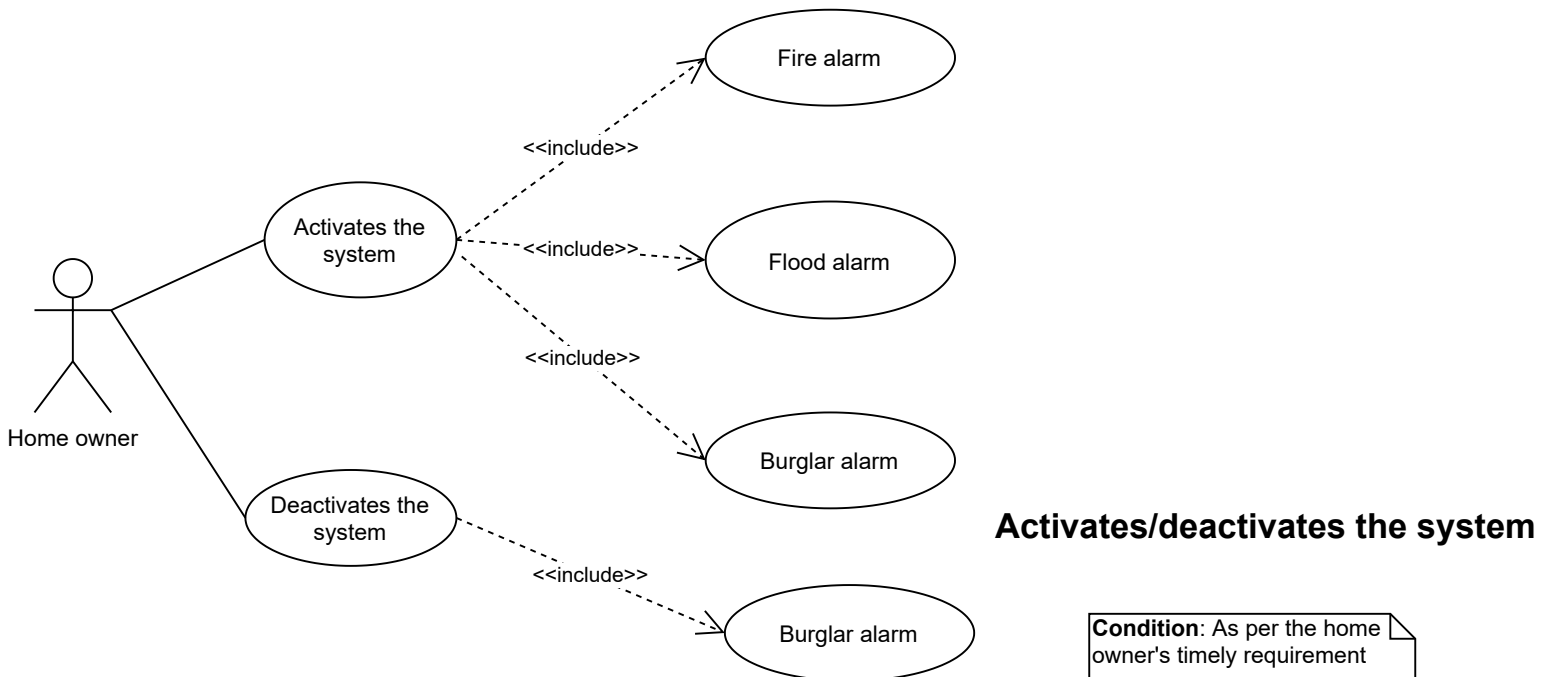 Fire alarm
<<include>>
Activates the
system
<<include>>
Flood alarm
<<include>>
Home owner
Burglar alarm
Deactivates the
system
Activates/deactivates the system
<<include>>
Burglar alarm
Condition: As per the home
owner's timely requirement